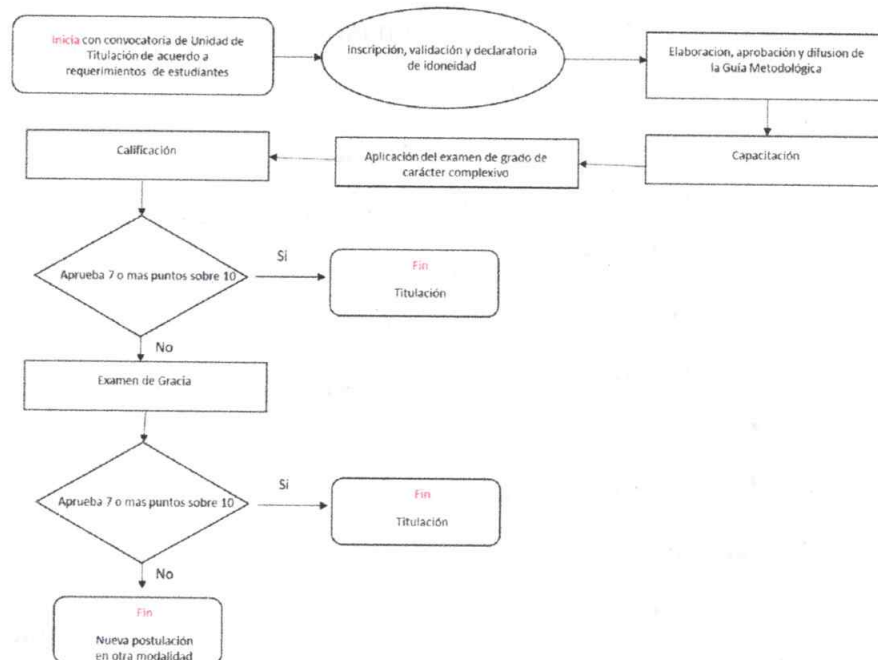 Inicia con convocatoria de Unidad de
Titulación de acuerdo a
requerimientos de estudiantes
Inscripción, validación y declaratoria
de idoneidad
Elaboracion, aprobación y difusion de
la Guía Metodológica
Calificación
Aplicación del examen de grado de
carácter complexivo
Capacitación
Aprueba 7 o mas puntos sobre 10
Si
Fin
Titulación
No
Examen de Gracia
Aprueba 7 o mas puntos sobre 10
Si
Fin
Titulación
No
Fin
Nueva postulación
en otra modalidad